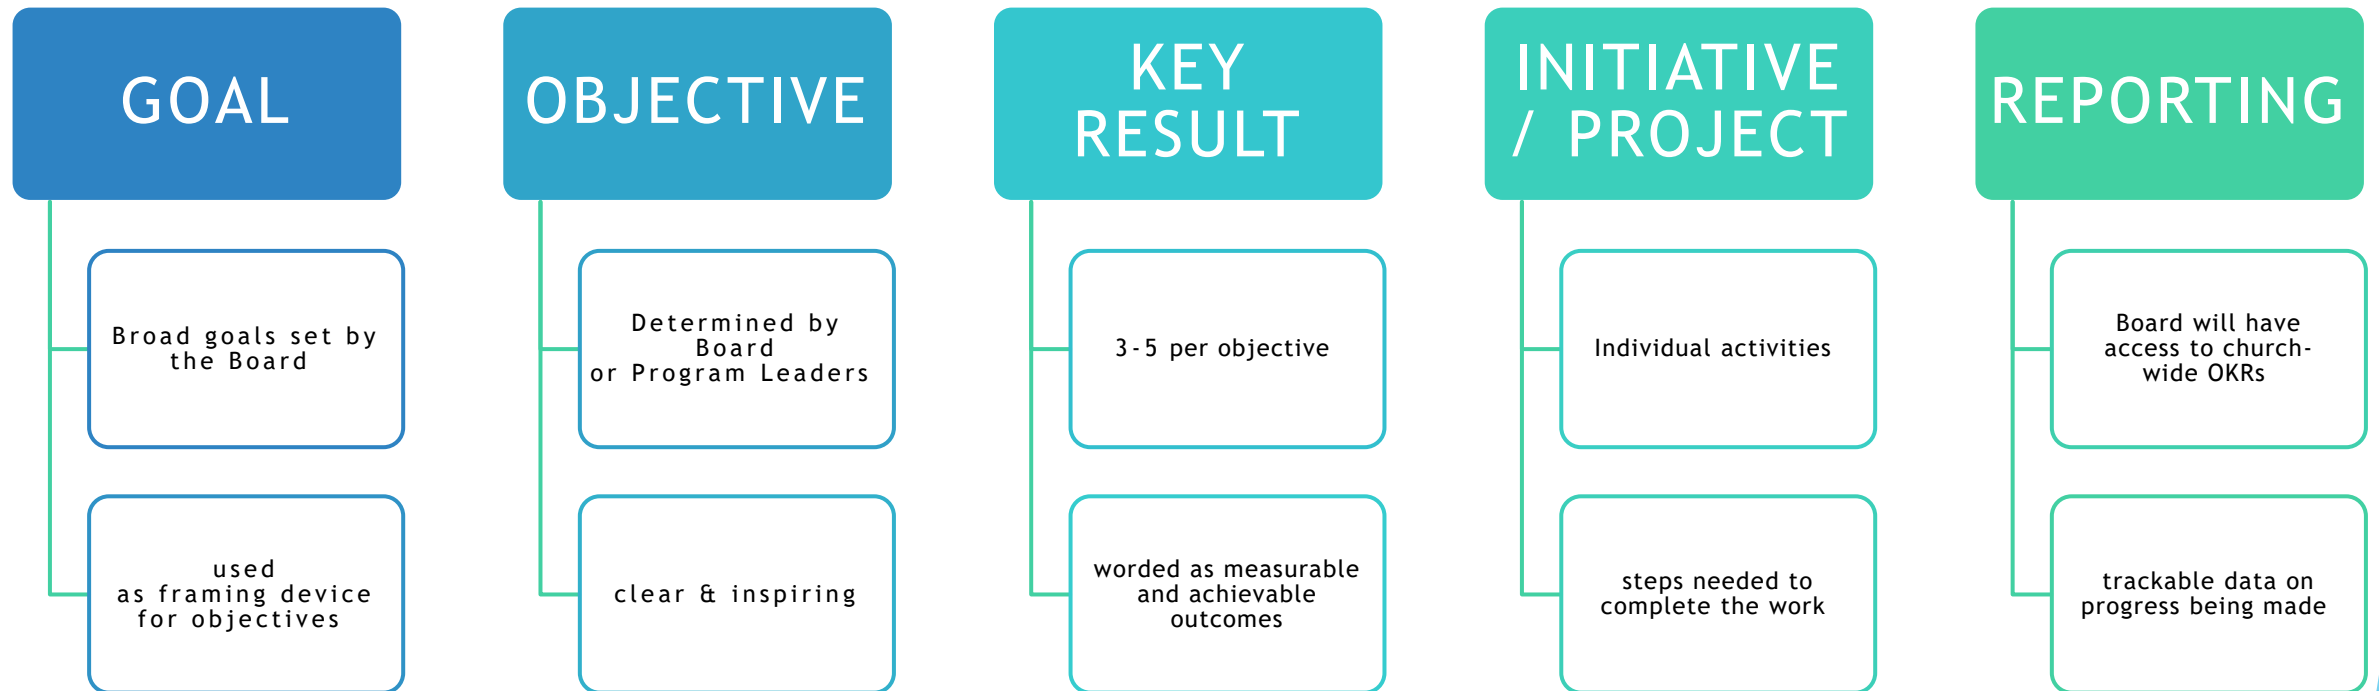 GOAL
Broad goals set by
the Board
used
as framing device
for objectives
OBJECTIVE
Determined by
Board
or Program Leaders
clear & inspiring
KEY
RESULT
3-5 per objective
worded as measurable
and achievable
outcomes
INITIATIVE
/ PROJECT
Individual activities
steps needed to
complete the work
REPORTING
Board will have
access to church-
wide OKRs
trackable data on
progress being made